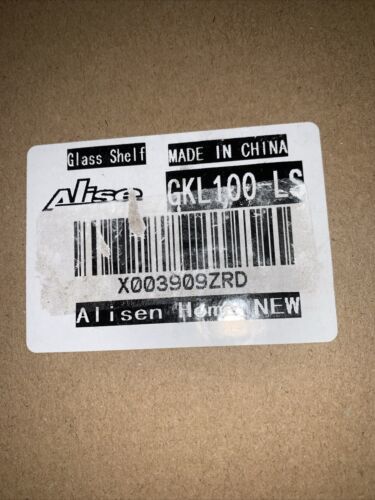 Glass Shelf MADE IN CHINA
Alise GKL100-LS
X003909ZRD
Alisen Home NEW